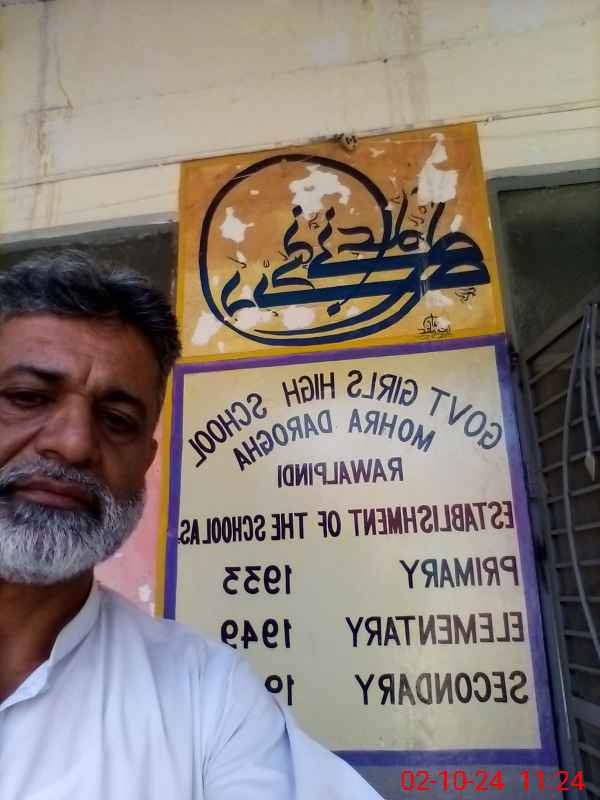 GOVT GIRLS HIGH SCHOOL
MOHRA DAROGHA
RAWALPINDI
ESTABLISHMENT OF THE SCHOOL AS
PRIMARY 1933
ELEMENTARY 1949
SECONDARY
02-10-24 11:24